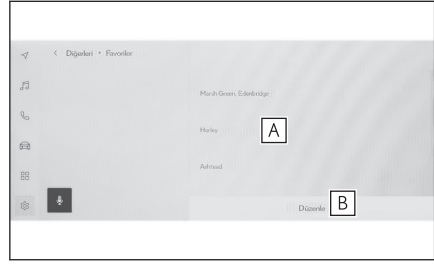 Diğerleri • Favoriler
Marsh Green, Edenbridge
Horley
A
Ashtead
Düzenle
B